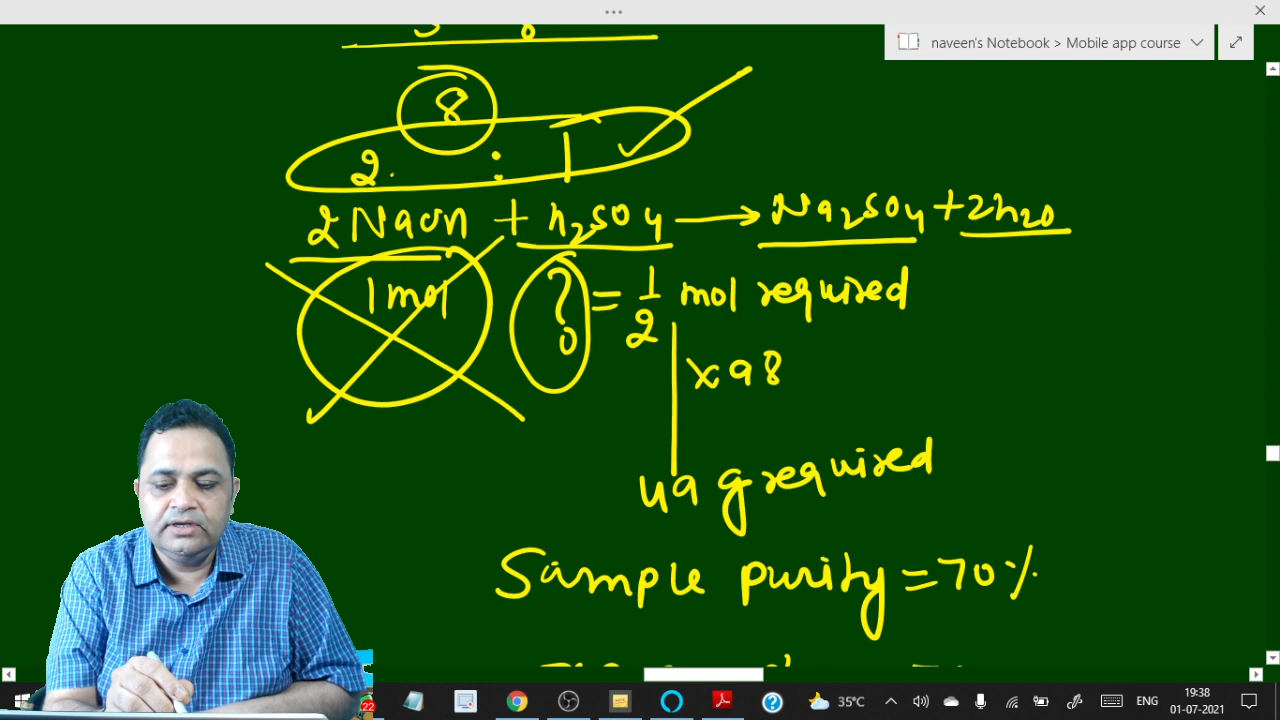 naveen's Notebook > Mobile app course
8
2 : 1
2NaOH + H2SO4 → Na2SO4 + 2H2O
1 mol ? = 1/2 mol required
x 98
49 g required
Sample purity = 70%
22
35°C
ENG
19:38
01-07-2021